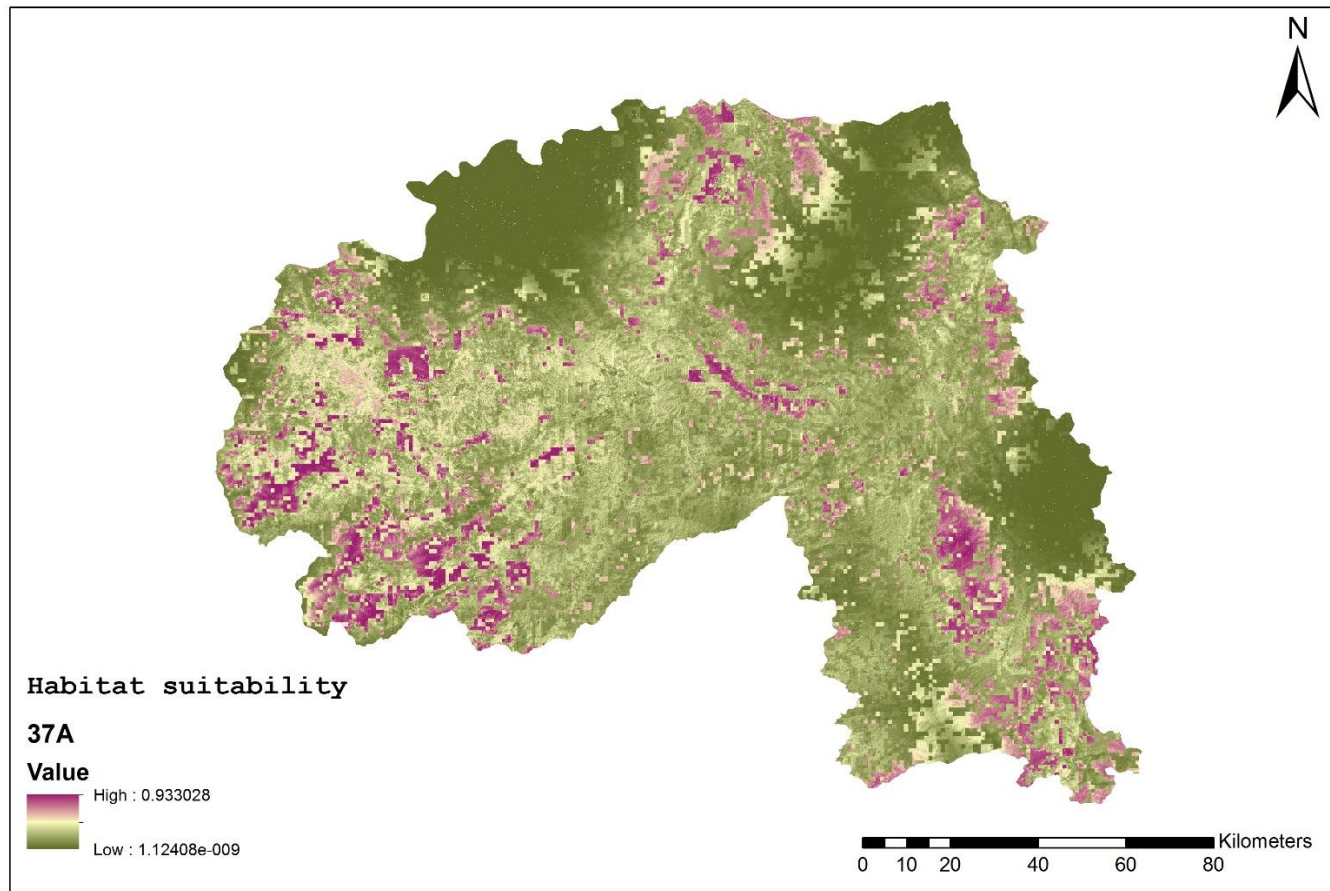 N
Habitat suitability
37A
Value
High : 0.933028
Low : 1.12408e-009
Kilometers
0 10 20 40 60 80